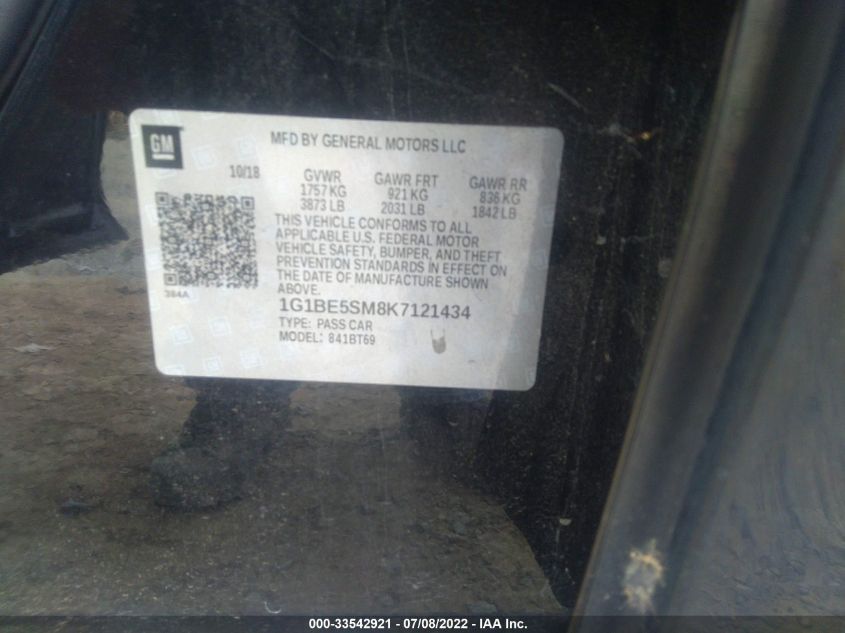 GM
MFD BY GENERAL MOTORS LLC
10/18
GVWR GAWR FRT GAWR RR
1757 KG 921 KG 836 KG
3873 LB 2031 LB 1842 LB
THIS VEHICLE CONFORMS TO ALL
APPLICABLE U.S. FEDERAL MOTOR
VEHICLE SAFETY, BUMPER, AND THEFT
PREVENTION STANDARDS IN EFFECT ON
THE DATE OF MANUFACTURE SHOWN
ABOVE.
384A
1G1BE5SM8K7121434
TYPE: PASS CAR
MODEL: 841BT69
000-33542921 - 07/08/2022 - IAA Inc.